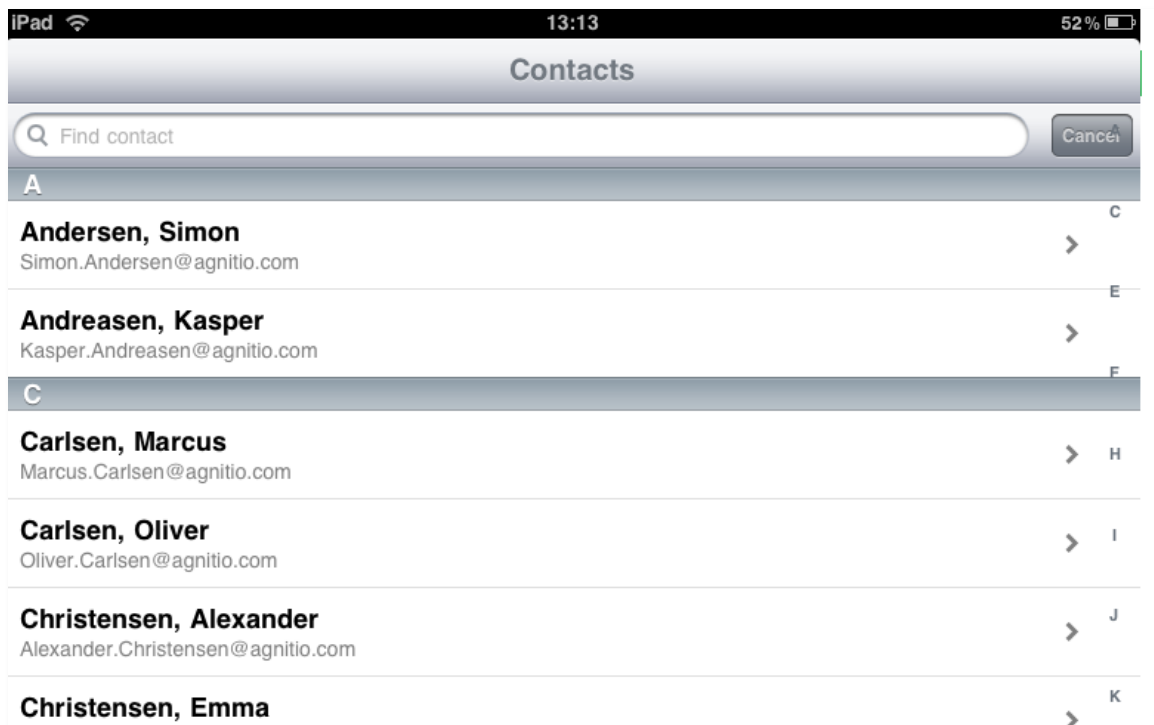 iPad 13:13 52%
Contacts
Find contact Cancel
A
A
C
Andersen, Simon
Simon.Andersen@agnitio.com
E
Andreasen, Kasper
Kasper.Andreasen@agnitio.com
F
C
Carlsen, Marcus
Marcus.Carlsen@agnitio.com
H
Carlsen, Oliver
Oliver.Carlsen@agnitio.com
I
Christensen, Alexander
Alexander.Christensen@agnitio.com
J
Christensen, Emma
K